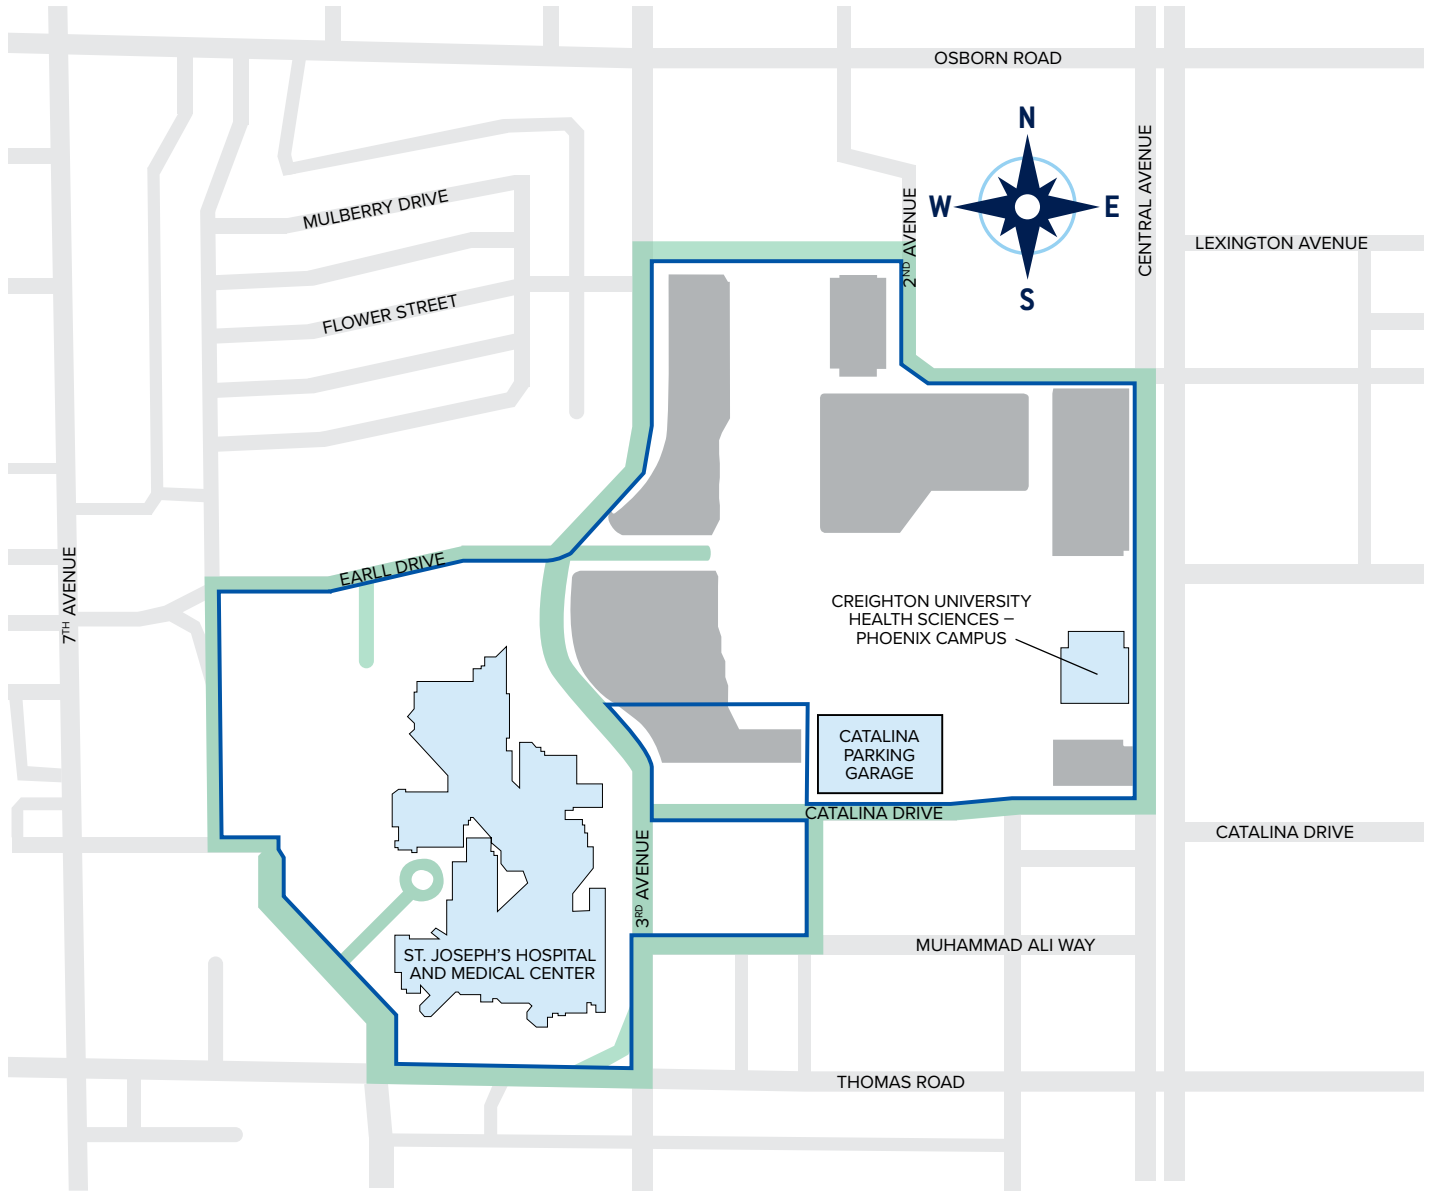 OSBORN ROAD
N
W
E
S
CENTRAL AVENUE
2ND AVENUE
MULBERRY DRIVE
LEXINGTON AVENUE
FLOWER STREET
7TH AVENUE
EARLL DRIVE
CREIGHTON UNIVERSITY
HEALTH SCIENCES –
PHOENIX CAMPUS
CATALINA
PARKING
GARAGE
CATALINA DRIVE
CATALINA DRIVE
3RD AVENUE
MUHAMMAD ALI WAY
ST. JOSEPH’S HOSPITAL
AND MEDICAL CENTER
THOMAS ROAD